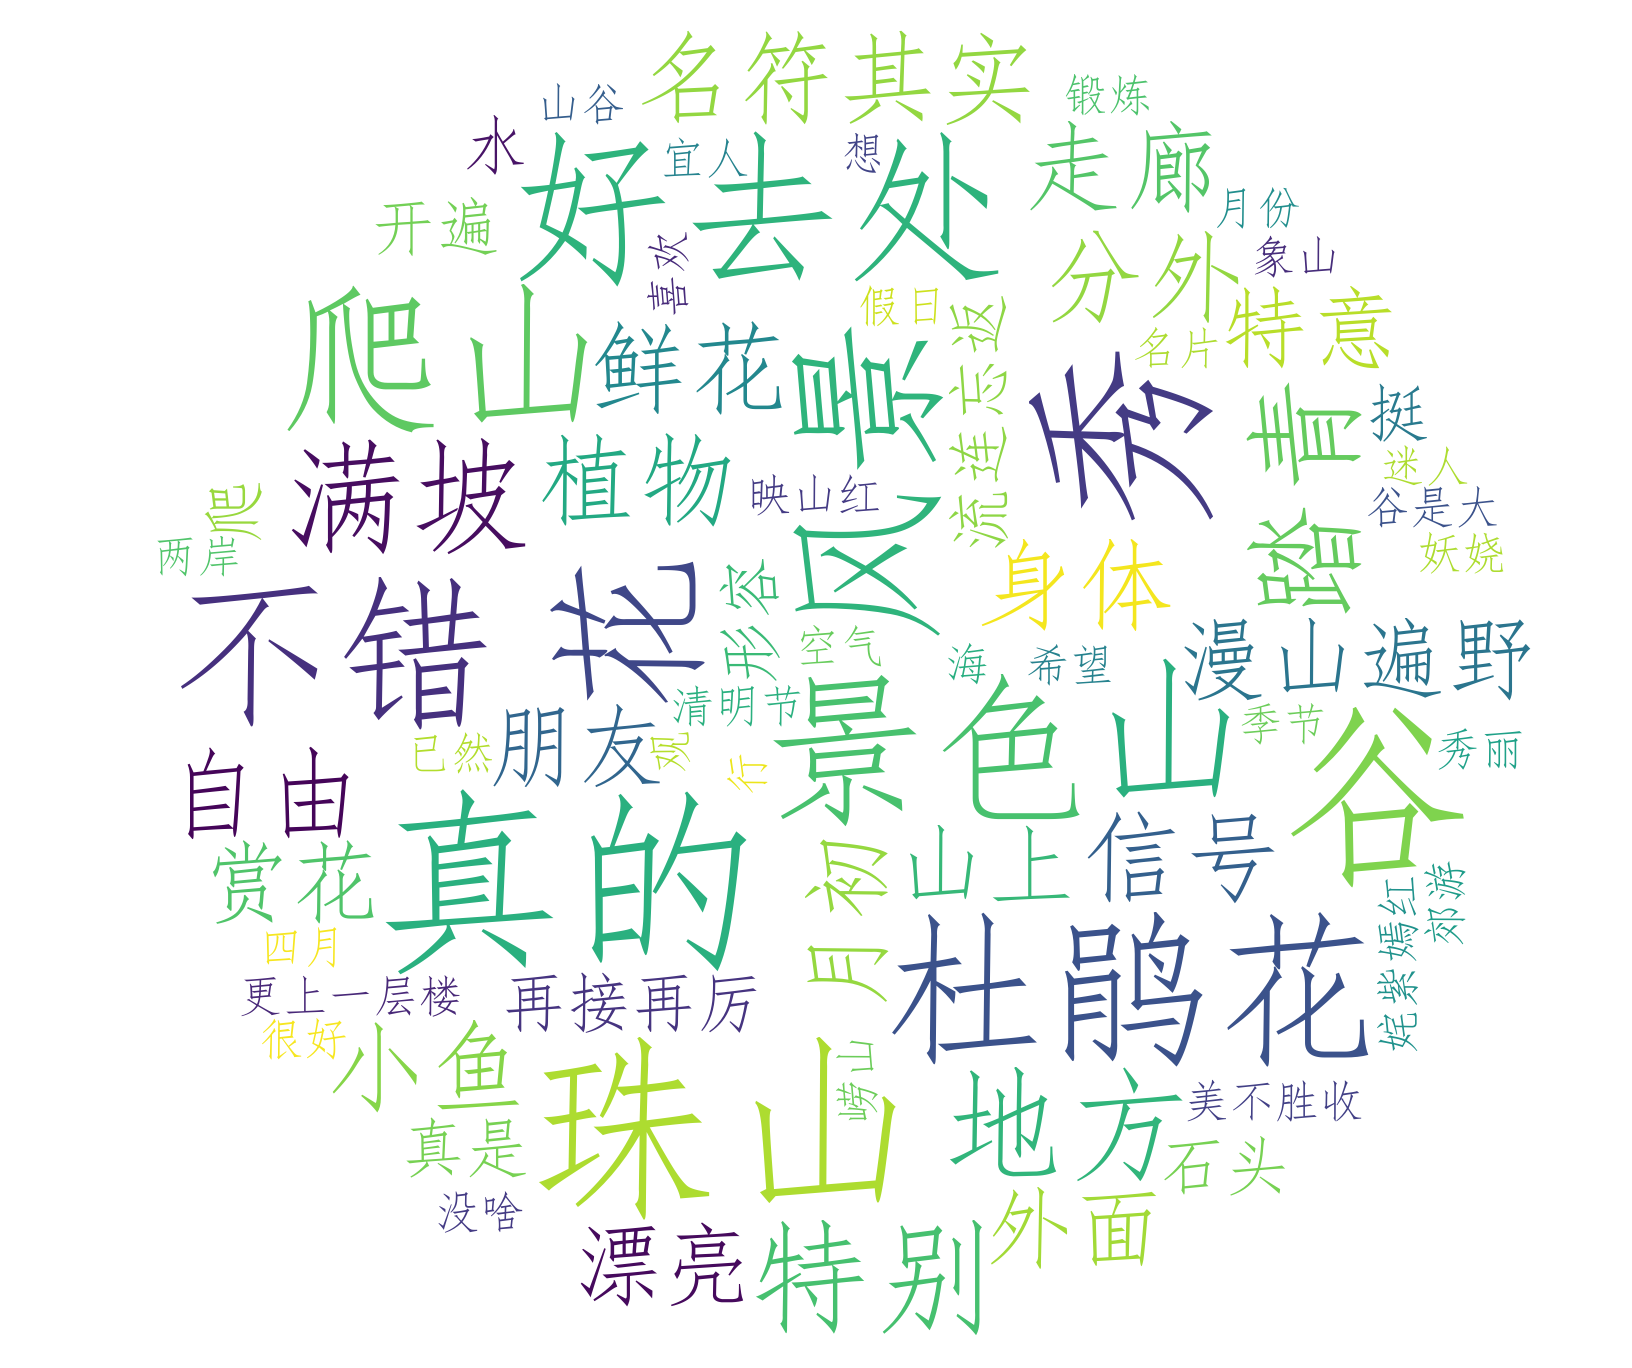 名符其实
锻炼
山谷
水
宜人
想
好去处
走廊
月份
开遍
喜欢
分外
象山
假日
爬山
鲜花
风景
流连忘返
名片
特意
秀
踏青
挺
满坡
植物
映山红
迷人
爬
谷是大
两岸
妖娆
不错
花
形容
身体
空气
海
希望
漫山遍野
清明节
朋友
已然
观
行
景色
山
谷
季节
秀丽
自由
真的
月初
山上
信号
赏花
郊游
姹紫嫣红
四月
杜鹃花
更上一层楼
再接再厉
很好
小鱼
珠山
崂山
地方
美不胜收
真是
石头
没啥
漂亮
特别
外面